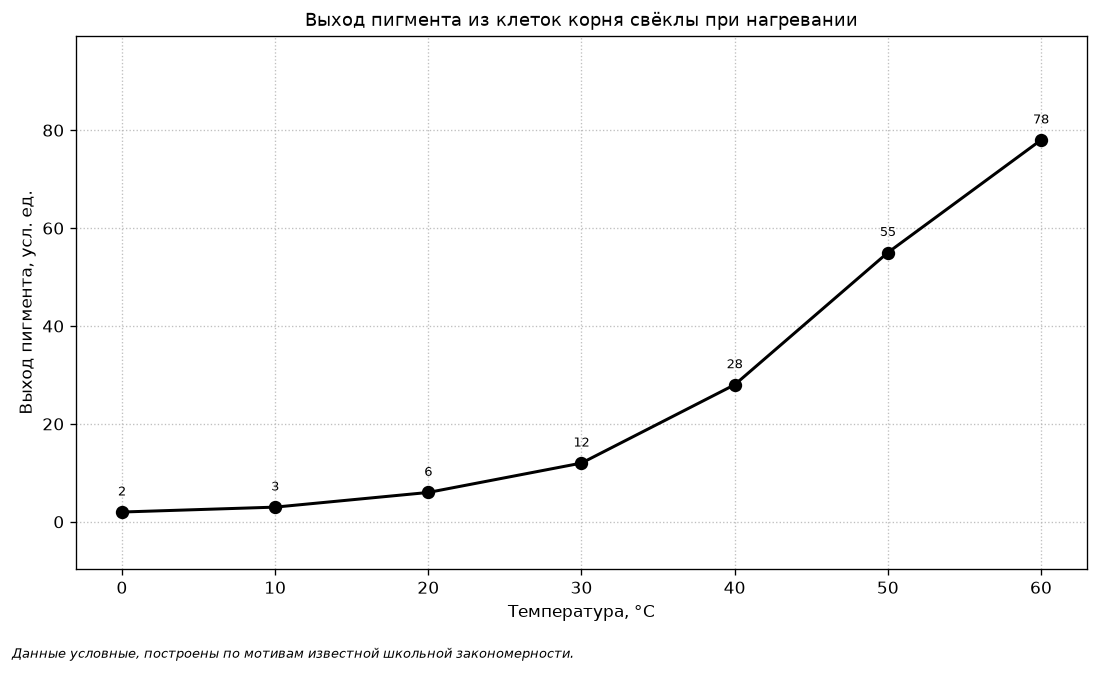 Выход пигмента из клеток корня свёклы при нагревании
Выход пигмента, усл. ед.
80
60
40
20
0
2
3
6
12
28
55
78
0 10 20 30 40 50 60
Температура, °C
Данные условные, построены по мотивам известной школьной закономерности.